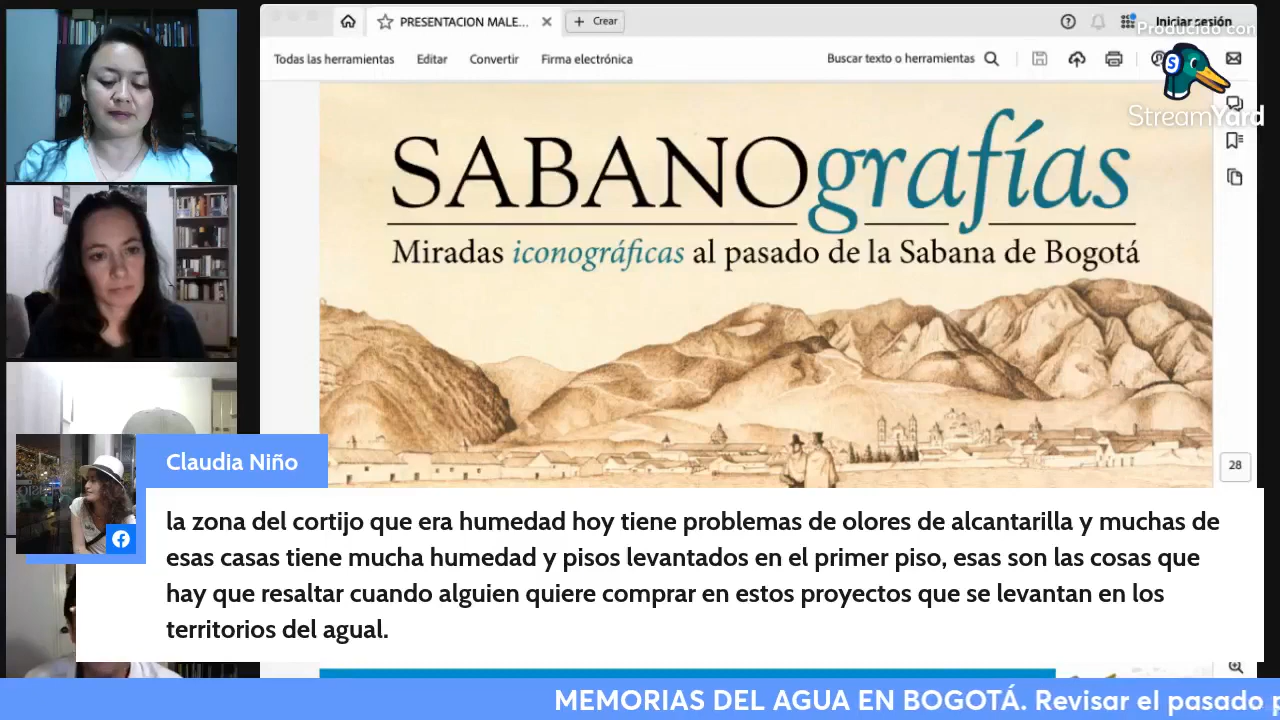 PRESENTACION MALE...
Crear
Iniciar sesión
Producido con
StreamYard
Todas las herramientas
Editar
Convertir
Firma electrónica
Buscar texto o herramientas
SABANOgrafías
Miradas iconográficas al pasado de la Sabana de Bogotá
28
Claudia Niño
la zona del cortijo que era humedad hoy tiene problemas de olores de alcantarilla y muchas de
esas casas tiene mucha humedad y pisos levantados en el primer piso, esas son las cosas que
hay que resaltar cuando alguien quiere comprar en estos proyectos que se levantan en los
territorios del agual.
MEMORIAS DEL AGUA EN BOGOTÁ. Revisar el pasado